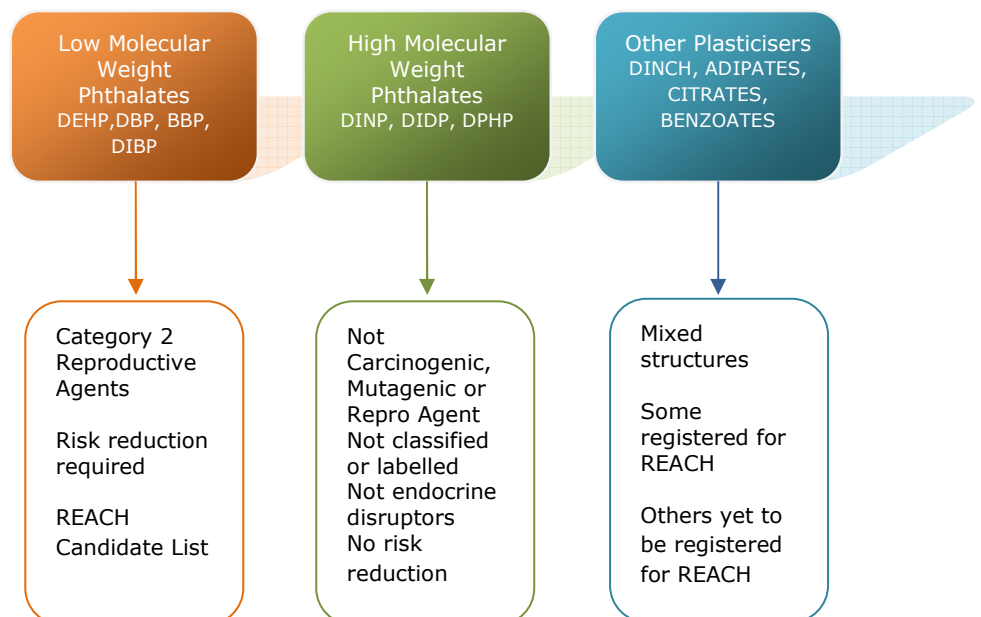 Low Molecular
Weight
Phthalates
DEHP,DBP, BBP,
DIBP
High Molecular
Weight
Phthalates
DINP, DIDP, DPHP
Other Plasticisers
DINCH, ADIPATES,
CITRATES,
BENZOATES
Category 2
Reproductive
Agents
Risk reduction
required
REACH
Candidate List
Not
Carcinogenic,
Mutagenic or
Repro Agent
Not classified
or labelled
Not endocrine
disruptors
No risk
reduction
Mixed
structures
Some
registered for
REACH
Others yet to
be registered
for REACH